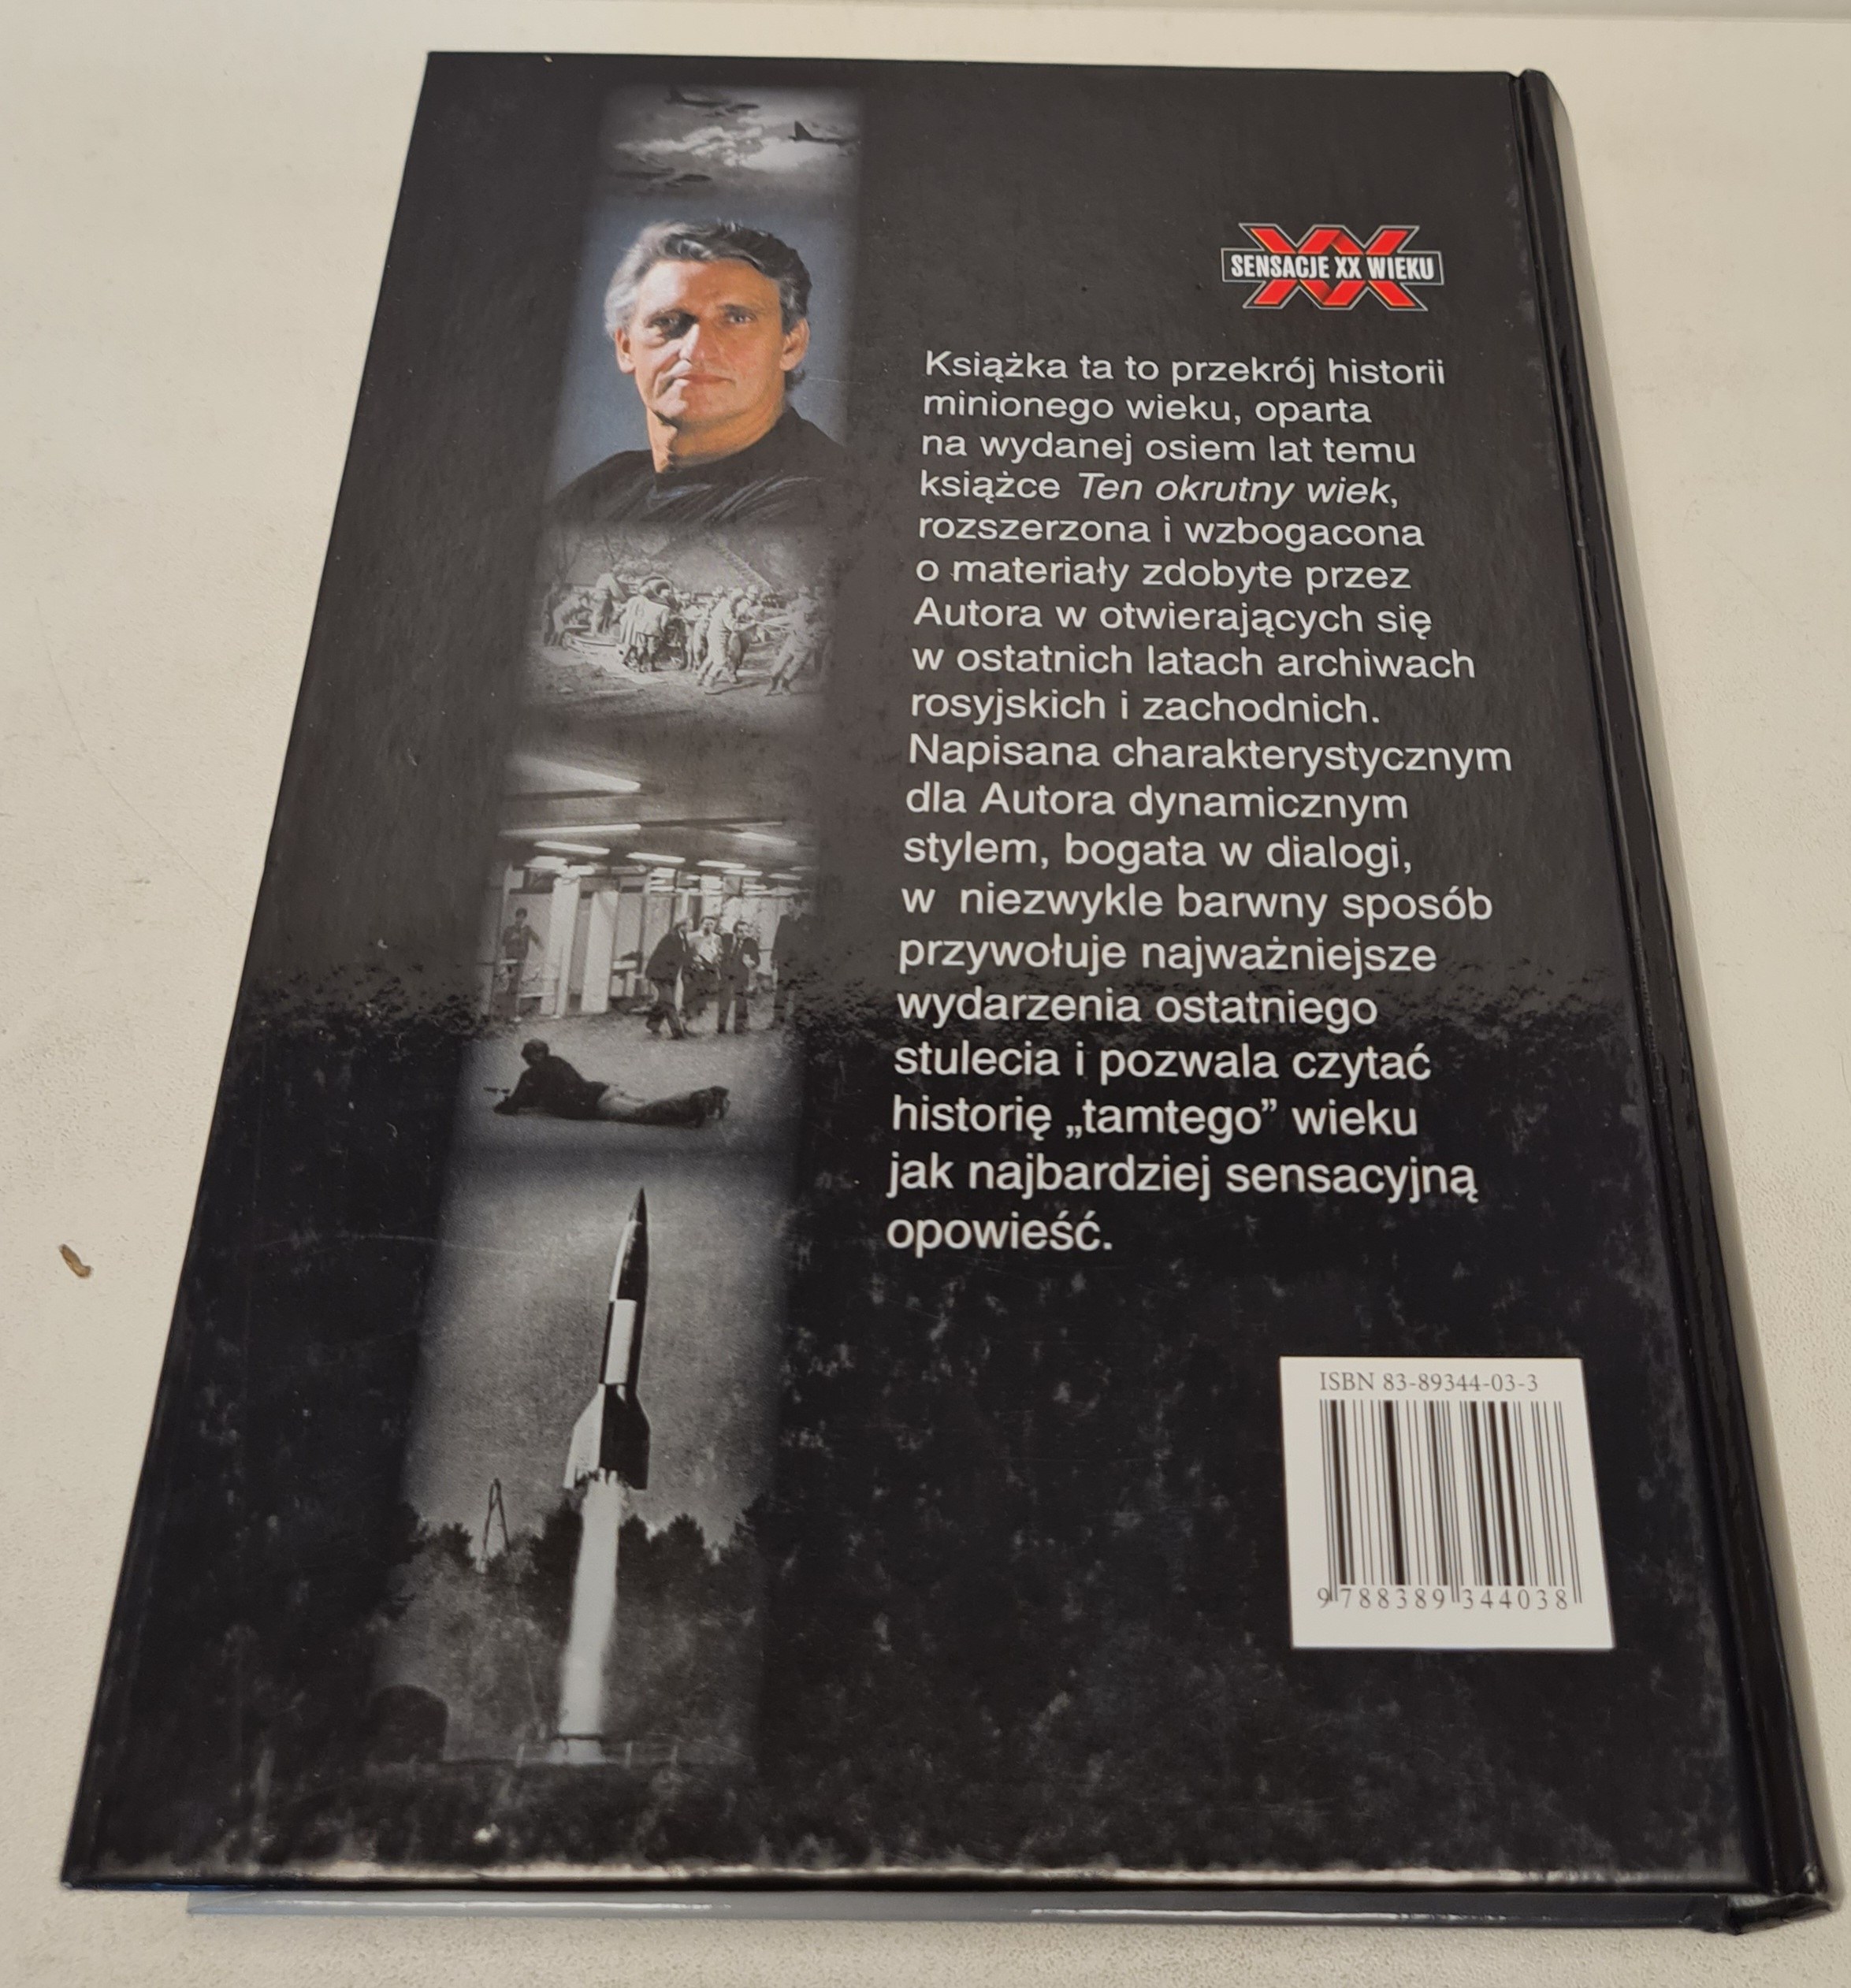 SENSACJE XX WIEKU
Książka ta to przekrój historii
minionego wieku, oparta
na wydanej osiem lat temu
książce Ten okrutny wiek,
rozszerzona i wzbogacona
o materiały zdobyte przez
Autora w otwierających się
w ostatnich latach archiwach
rosyjskich i zachodnich.
Napisana charakterystycznym
dla Autora dynamicznym
stylem, bogata w dialogi,
w niezwykle barwny sposób
przywołuje najważniejsze
wydarzenia ostatniego
stulecia i pozwala czytać
historię „tamtego” wieku
jak najbardziej sensacyjną
opowieść.
ISBN 83-89344-03-3
9 788389 344038